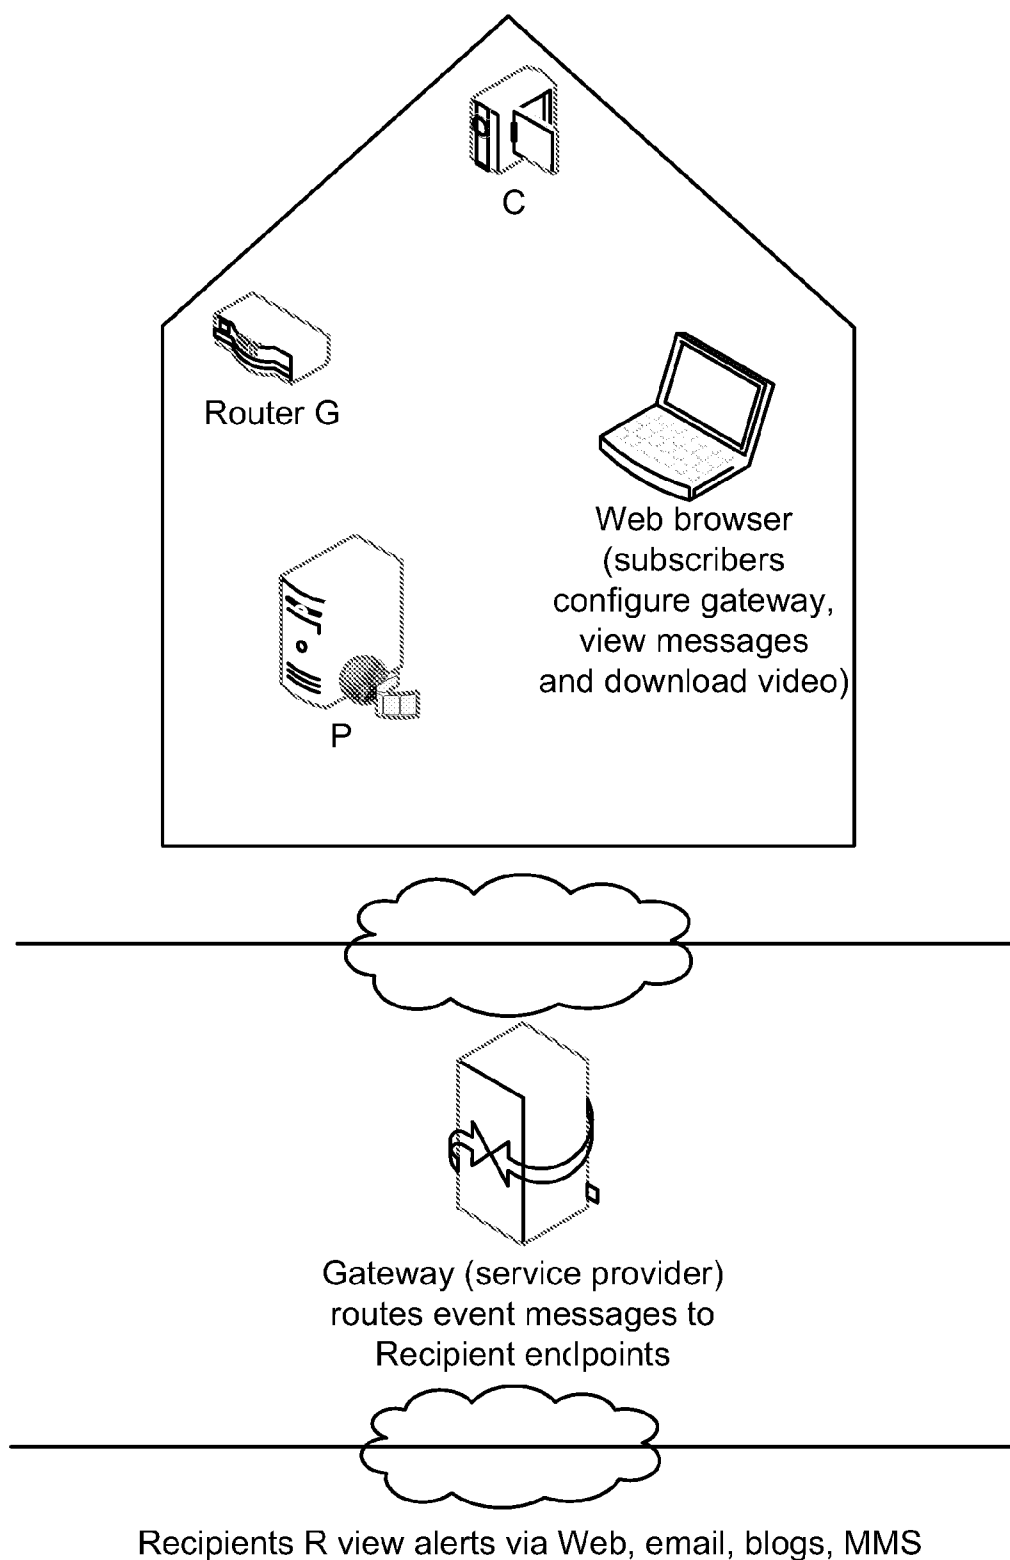 C
Router G
Web browser
(subscribers
configure gateway,
view messages
and download video)
P
Gateway (service provider)
routes event messages to
Recipient endpoints
Recipients R view alerts via Web, email, blogs, MMS